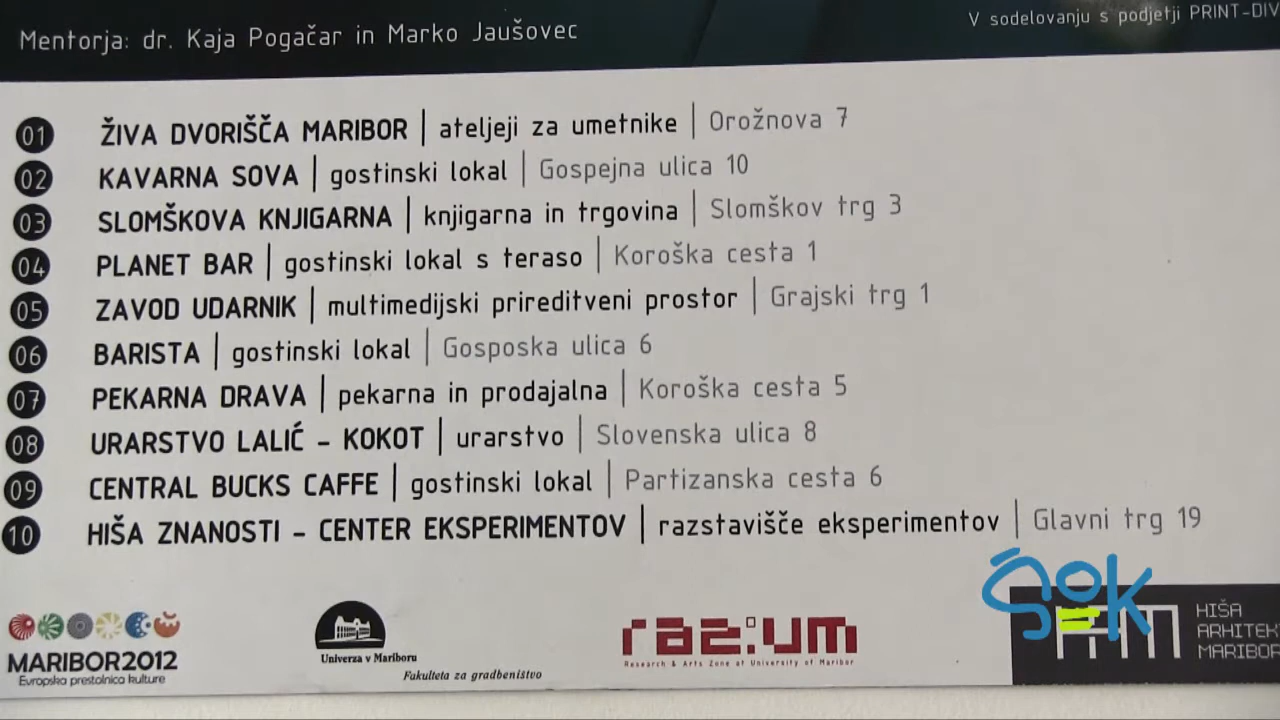 Mentorja: dr. Kaja Pogačar in Marko Jaušovec
V sodelovanju s podjetji PRINT-DIV
01 ŽIVA DVORIŠČA MARIBOR | ateljeji za umetnike | Orožnova 7
02 KAVARNA SOVA | gostinski lokal | Gospejna ulica 10
03 SLOMŠKOVA KNJIGARNA | knjigarna in trgovina | Slomškov trg 3
04 PLANET BAR | gostinski lokal s teraso | Koroška cesta 1
05 ZAVOD UDARNIK | multimedijski prireditveni prostor | Grajski trg 1
06 BARISTA | gostinski lokal | Gosposka ulica 6
07 PEKARNA DRAVA | pekarna in prodajalna | Koroška cesta 5
08 URARSTVO LALIĆ - KOKOT | urarstvo | Slovenska ulica 8
09 CENTRAL BUCKS CAFFE | gostinski lokal | Partizanska cesta 6
10 HIŠA ZNANOSTI - CENTER EKSPERIMENTOV | razstavišče eksperimentov | Glavni trg 19
MARIBOR2012
Evropska prestolnica kulture
Univerza v Mariboru
Fakulteta za gradbeništvo
raz:um
Research & Arts Zone at University of Maribor
HIŠA
ARHITEK
MARIBOR